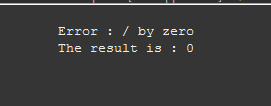 Error : / by zero
The result is : 0